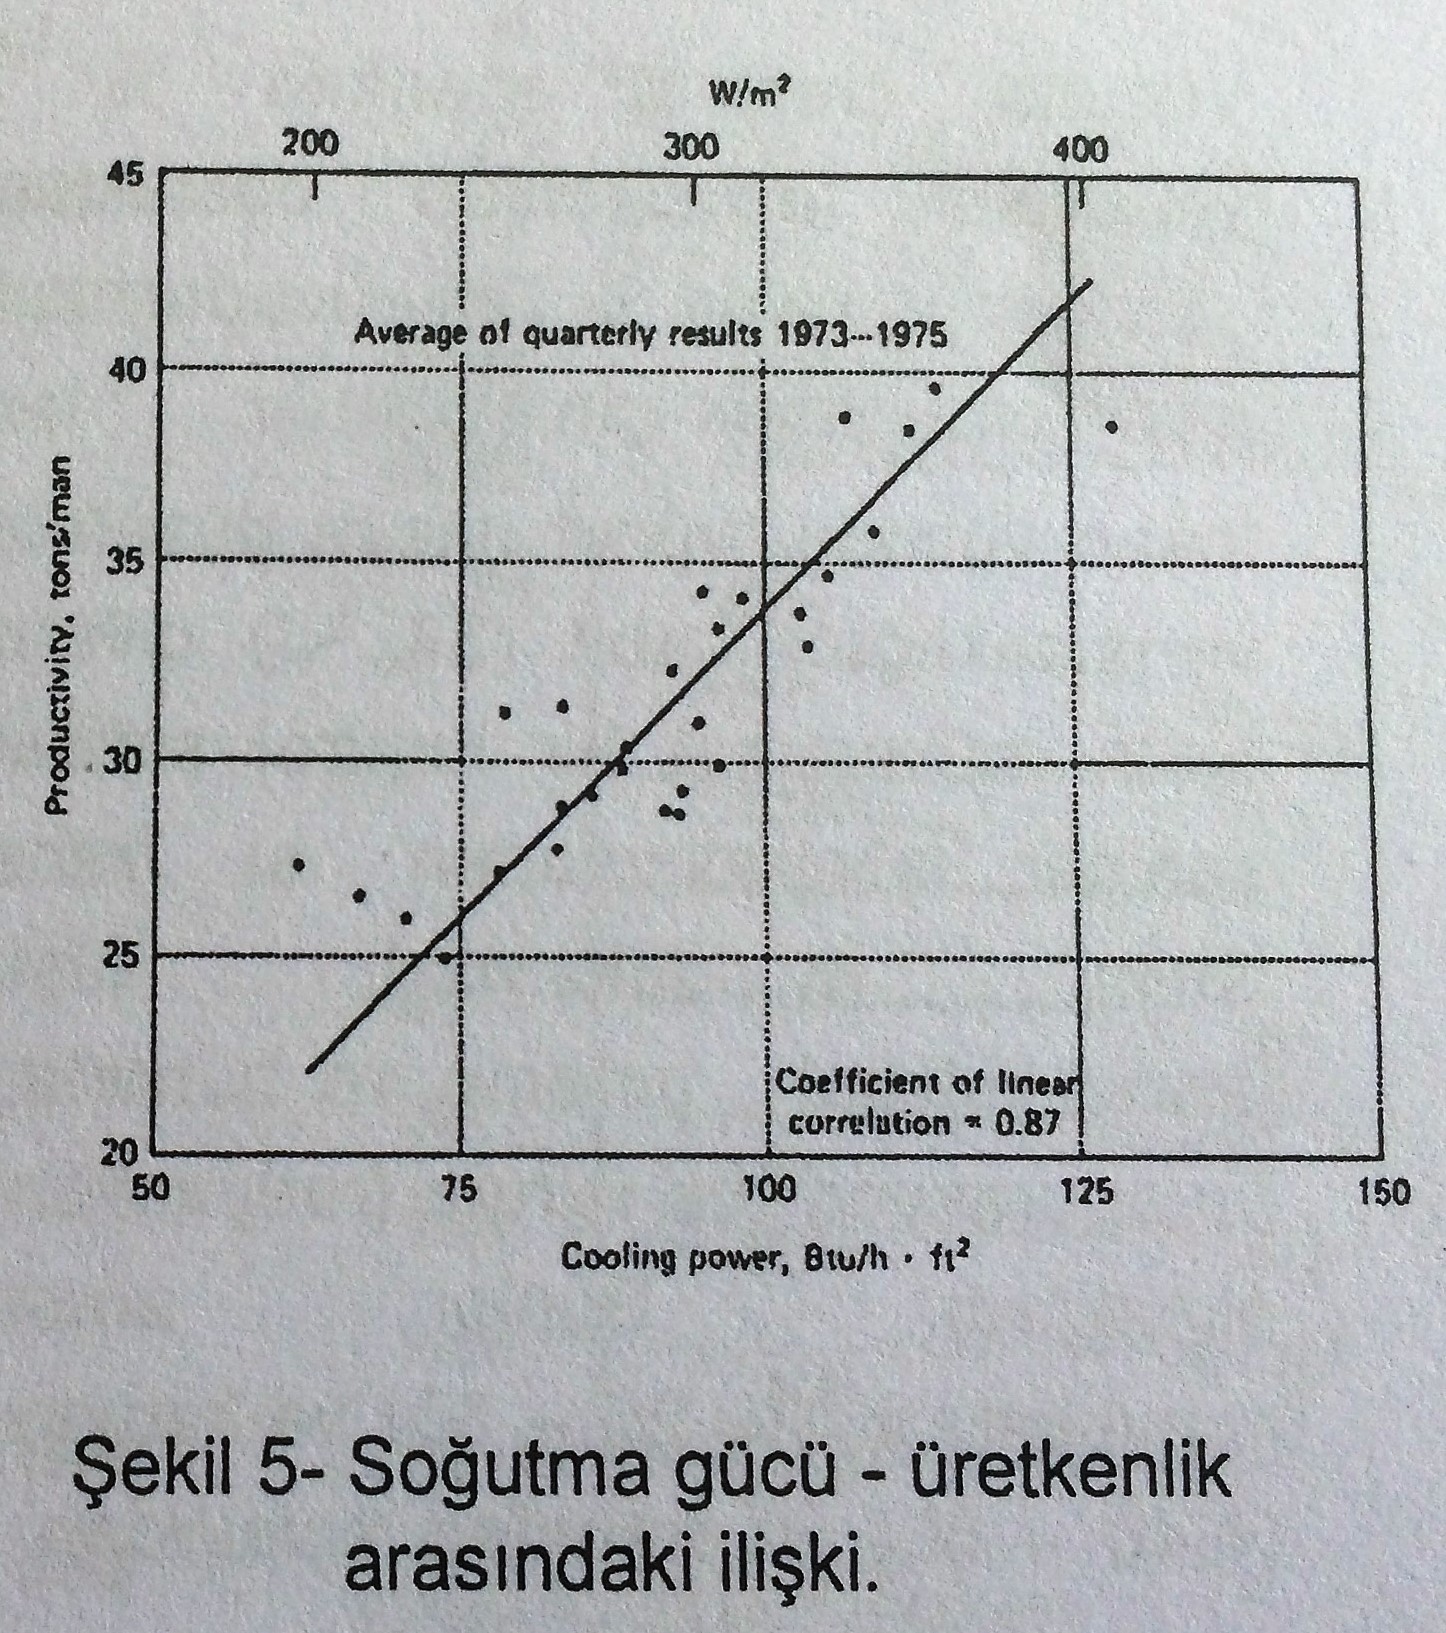 W/m²
200 300 400
45
Average of quarterly results 1973---1975
40
35
30
25
20
Productivity, tons/man
Coefficient of linear
correlation = 0.87
50 75 100 125 150
Cooling power, Btu/h · ft²
Şekil 5- Soğutma gücü - üretkenlik
arasındaki ilişki.